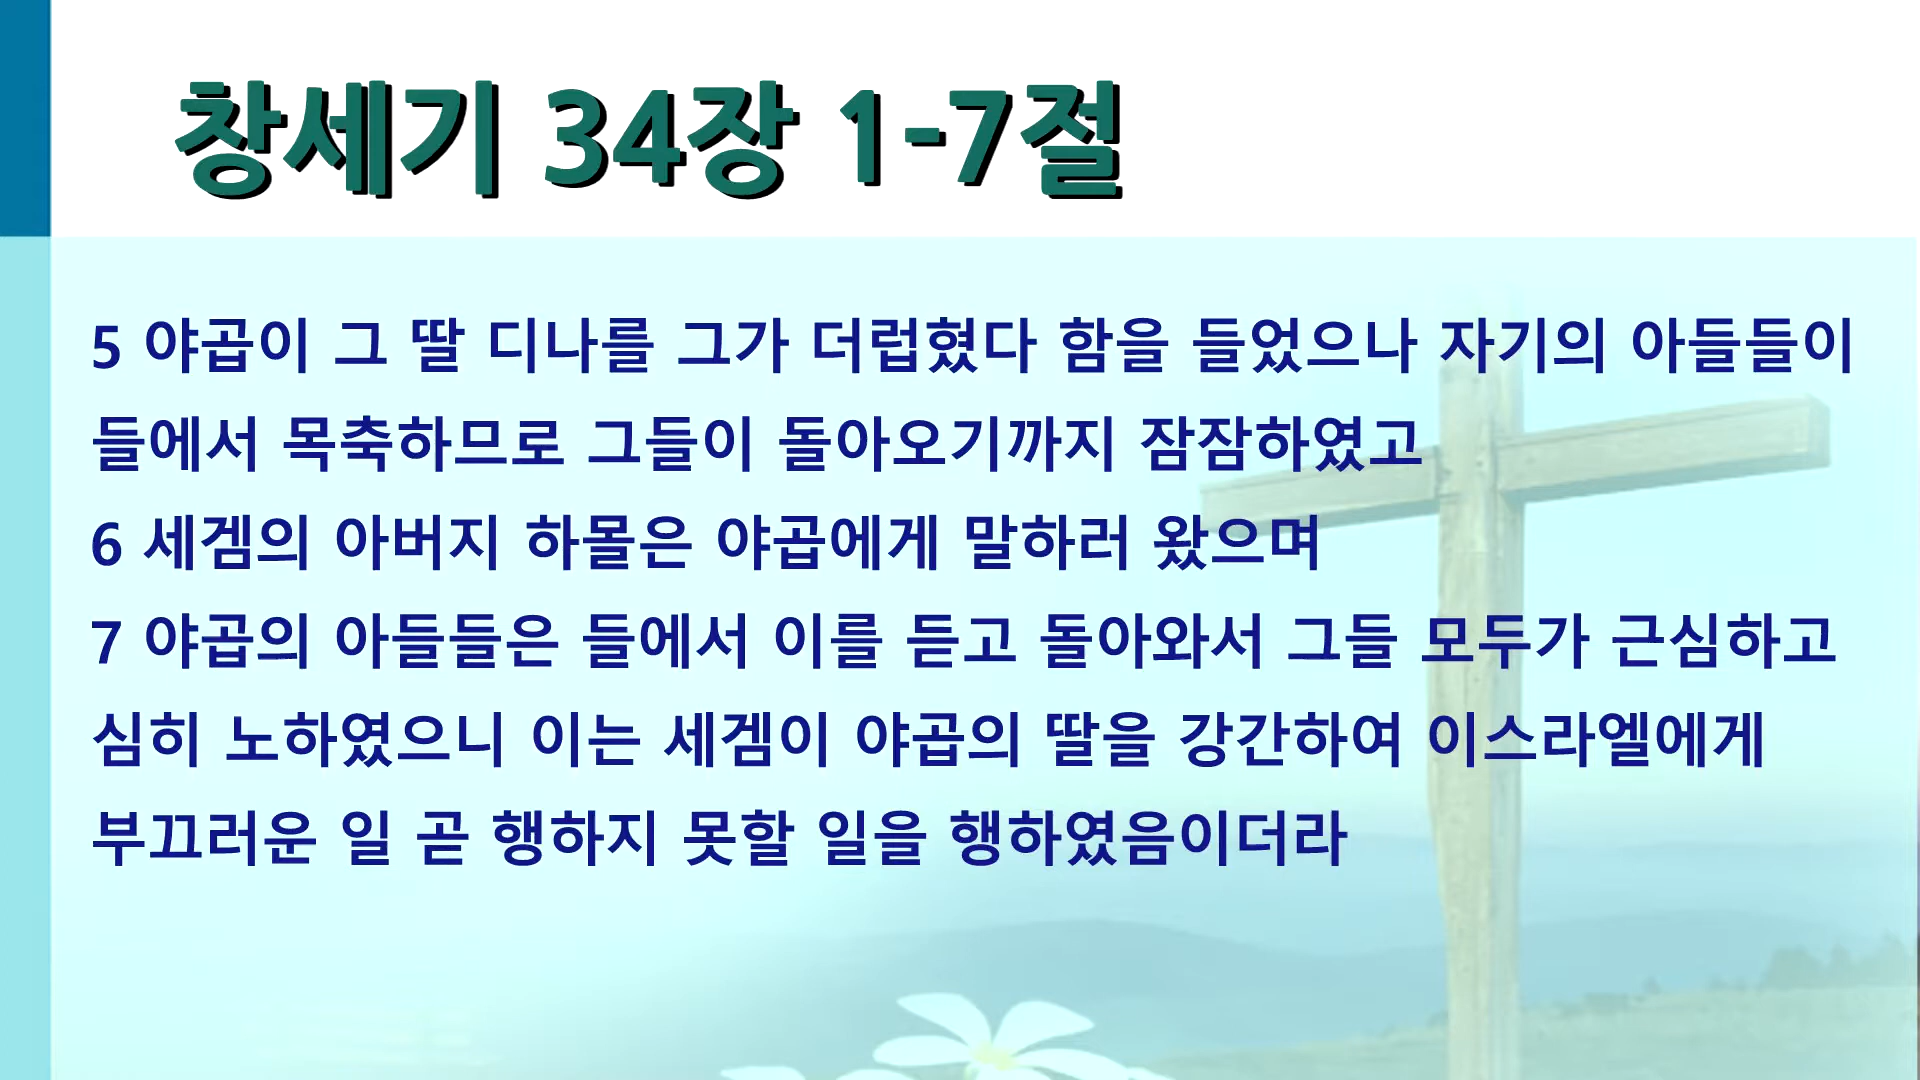 창세기 34장 1-7절
5 야곱이 그 딸 디나를 그가 더럽혔다 함을 들었으나 자기의 아들들이
들에서 목축하므로 그들이 돌아오기까지 잠잠하였고
6 세겜의 아버지 하몰은 야곱에게 말하러 왔으며
7 야곱의 아들들은 들에서 이를 듣고 돌아와서 그들 모두가 근심하고
심히 노하였으니 이는 세겜이 야곱의 딸을 강간하여 이스라엘에게
부끄러운 일 곧 행하지 못할 일을 행하였음이더라